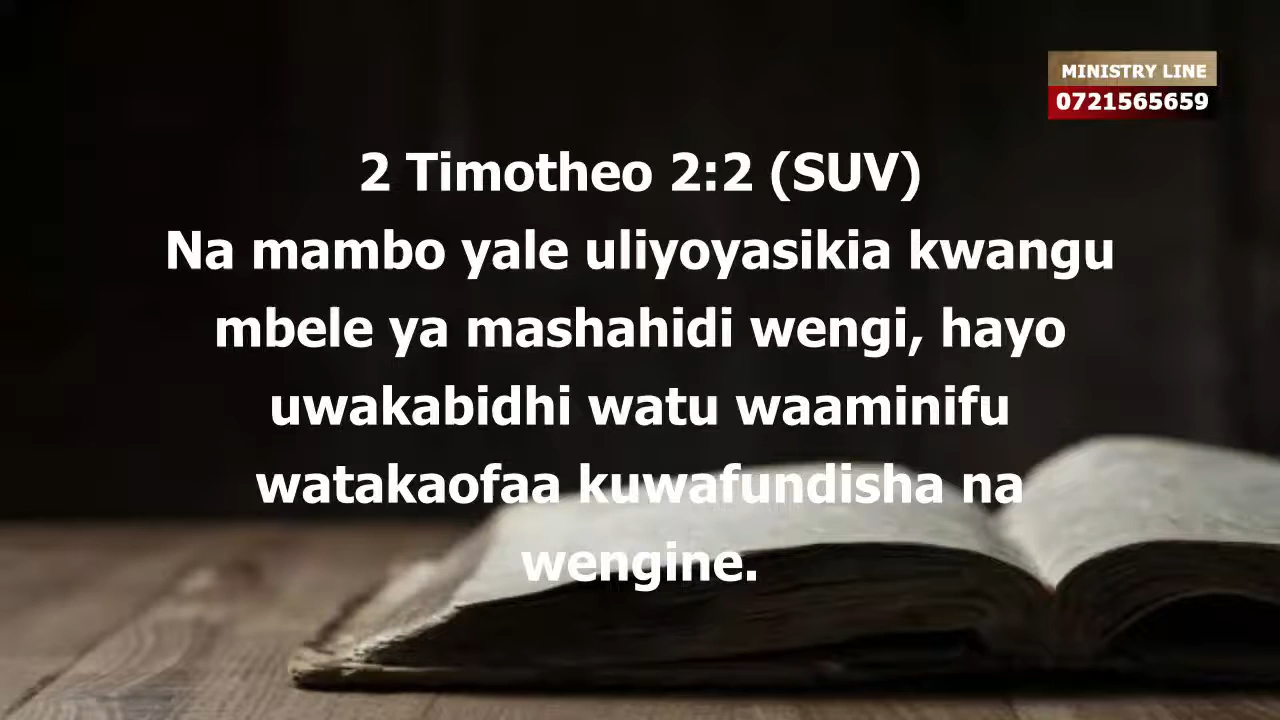 MINISTRY LINE
0721565659
2 Timotheo 2:2 (SUV)
Na mambo yale uliyoyasikia kwangu
mbele ya mashahidi wengi, hayo
uwakabidhi watu waaminifu
watakaofaa kuwafundisha na
wengine.